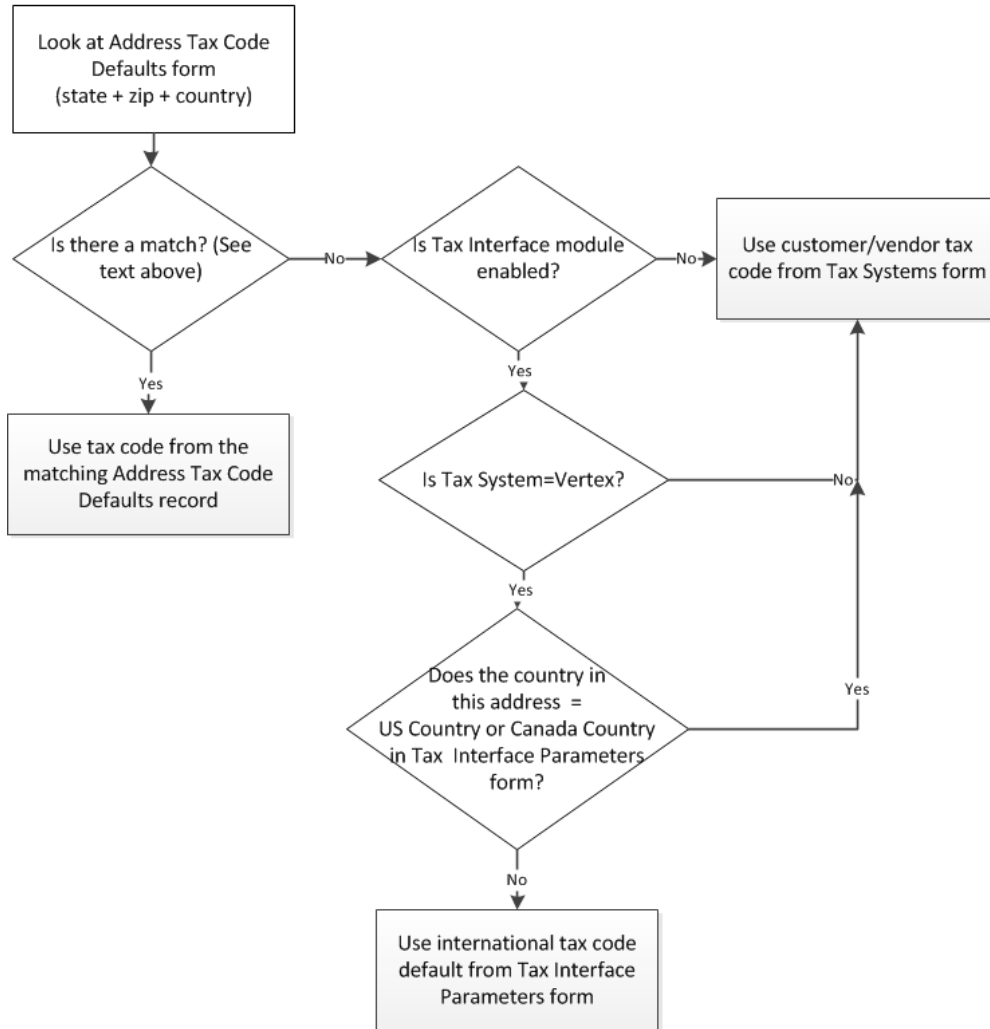 Look at Address Tax Code
Defaults form
(state + zip + country)
Is there a match? (See
text above)
No
Is Tax Interface module
enabled?
No
Use customer/vendor tax
code from Tax Systems form
Yes
Use tax code from the
matching Address Tax Code
Defaults record
Yes
Is Tax System=Vertex?
No
Yes
Does the country in
this address =
US Country or Canada Country
in Tax Interface Parameters
form?
Yes
No
Use international tax code
default from Tax Interface
Parameters form